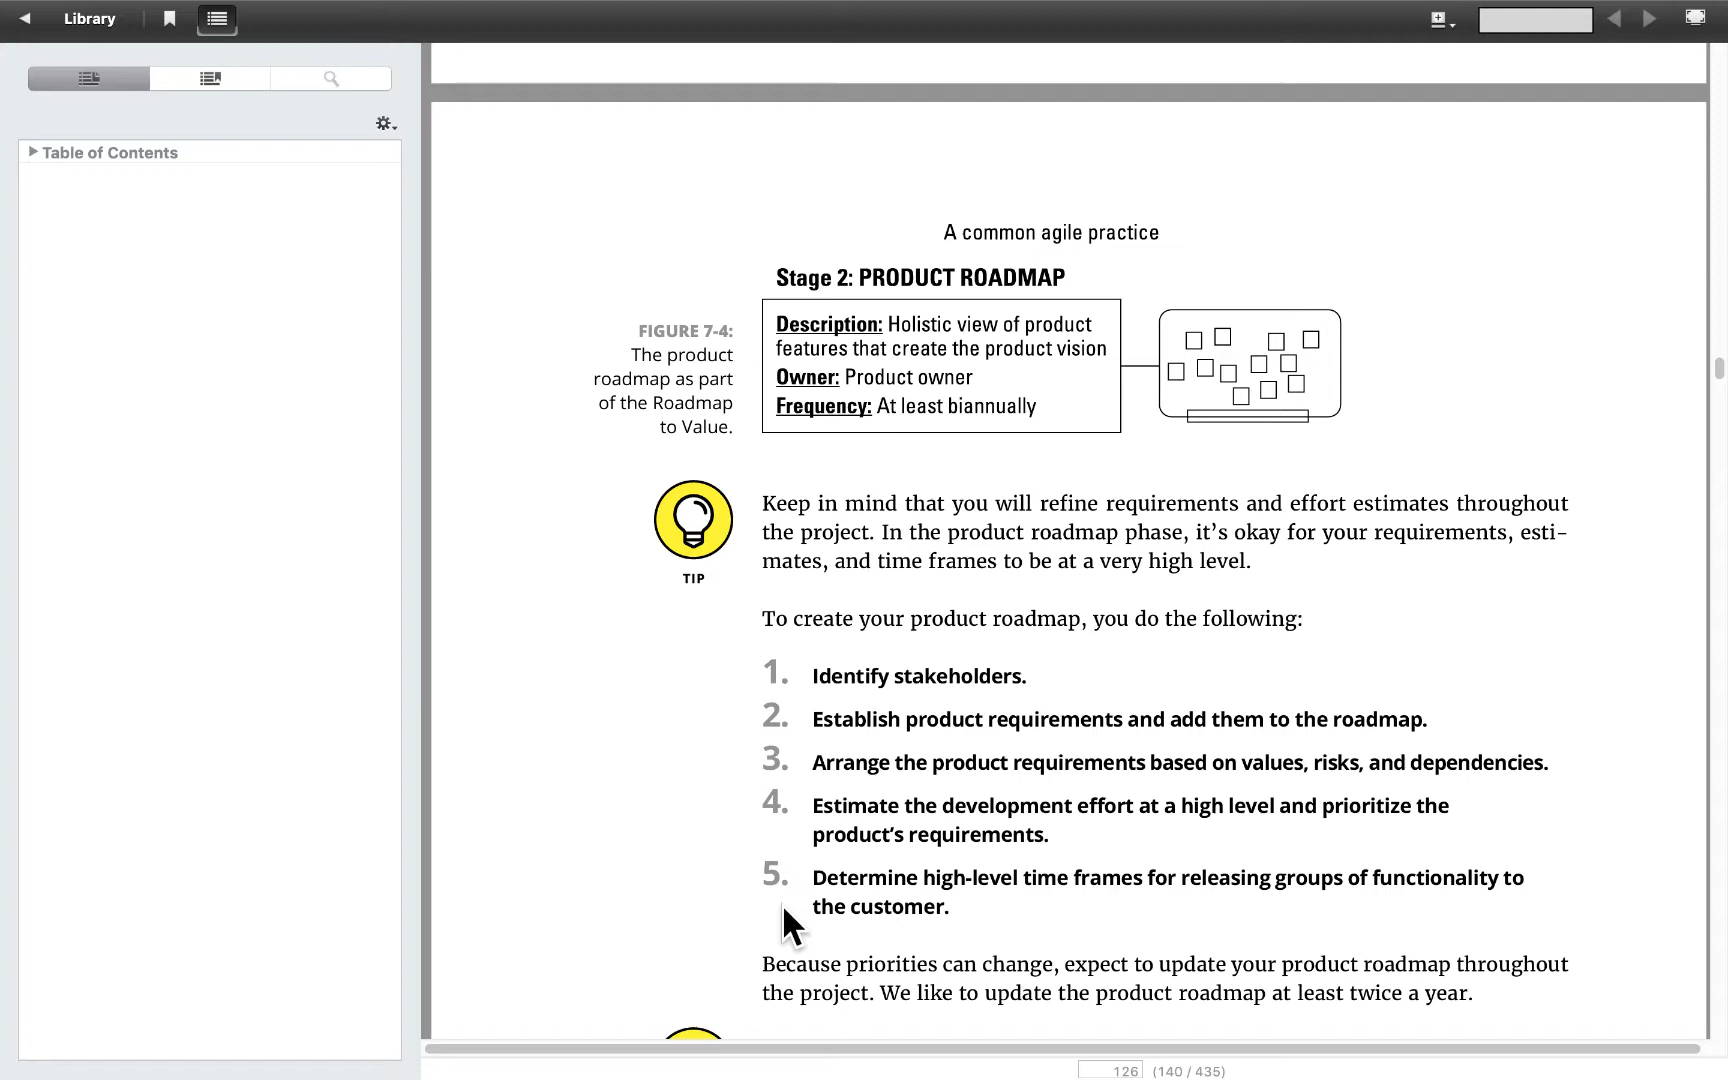 Library
Table of Contents
A common agile practice
Stage 2: PRODUCT ROADMAP
FIGURE 7-4:
The product
roadmap as part
of the Roadmap
to Value.
Description: Holistic view of product
features that create the product vision
Owner: Product owner
Frequency: At least biannually
TIP
Keep in mind that you will refine requirements and effort estimates throughout
the project. In the product roadmap phase, it's okay for your requirements, esti-
mates, and time frames to be at a very high level.
To create your product roadmap, you do the following:
1. Identify stakeholders.
2. Establish product requirements and add them to the roadmap.
3. Arrange the product requirements based on values, risks, and dependencies.
4. Estimate the development effort at a high level and prioritize the
product's requirements.
5. Determine high-level time frames for releasing groups of functionality to
the customer.
Because priorities can change, expect to update your product roadmap throughout
the project. We like to update the product roadmap at least twice a year.
126 (140 / 435)